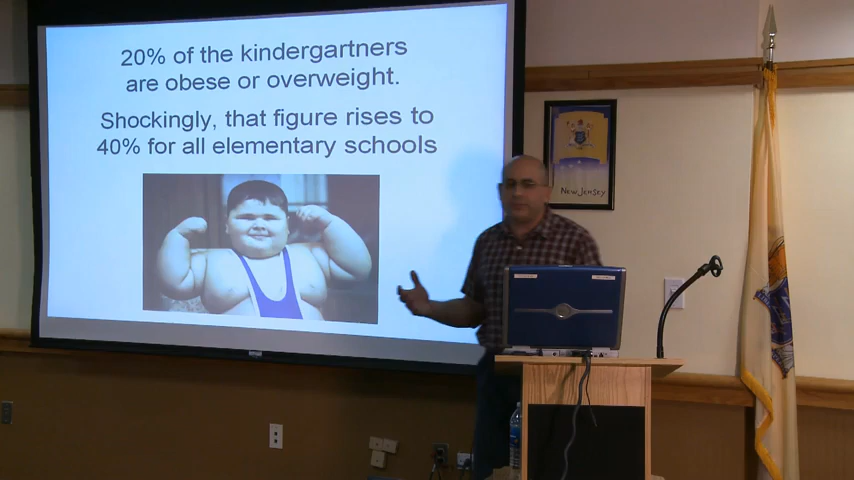 20% of the kindergartners
are obese or overweight.
Shockingly, that figure rises to
40% for all elementary schools
NEW JERSEY